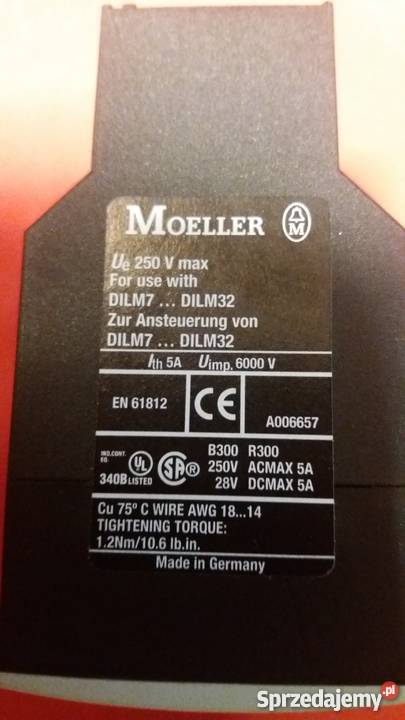 MOELLER
Ue 250 V max
For use with
DILM7 ... DILM32
Zur Ansteuerung von
DILM7 ... DILM32
Ith 5A Uimp. 6000 V
EN 61812 CE A006657
IND.CONT.
EQ.
340B UL LISTED SA ®
B300 R300
250V ACMAX 5A
28V DCMAX 5A
Cu 75º C WIRE AWG 18...14
TIGHTENING TORQUE:
1.2Nm/10.6 lb.in.
Made in Germany
Sprzedajemy.pl